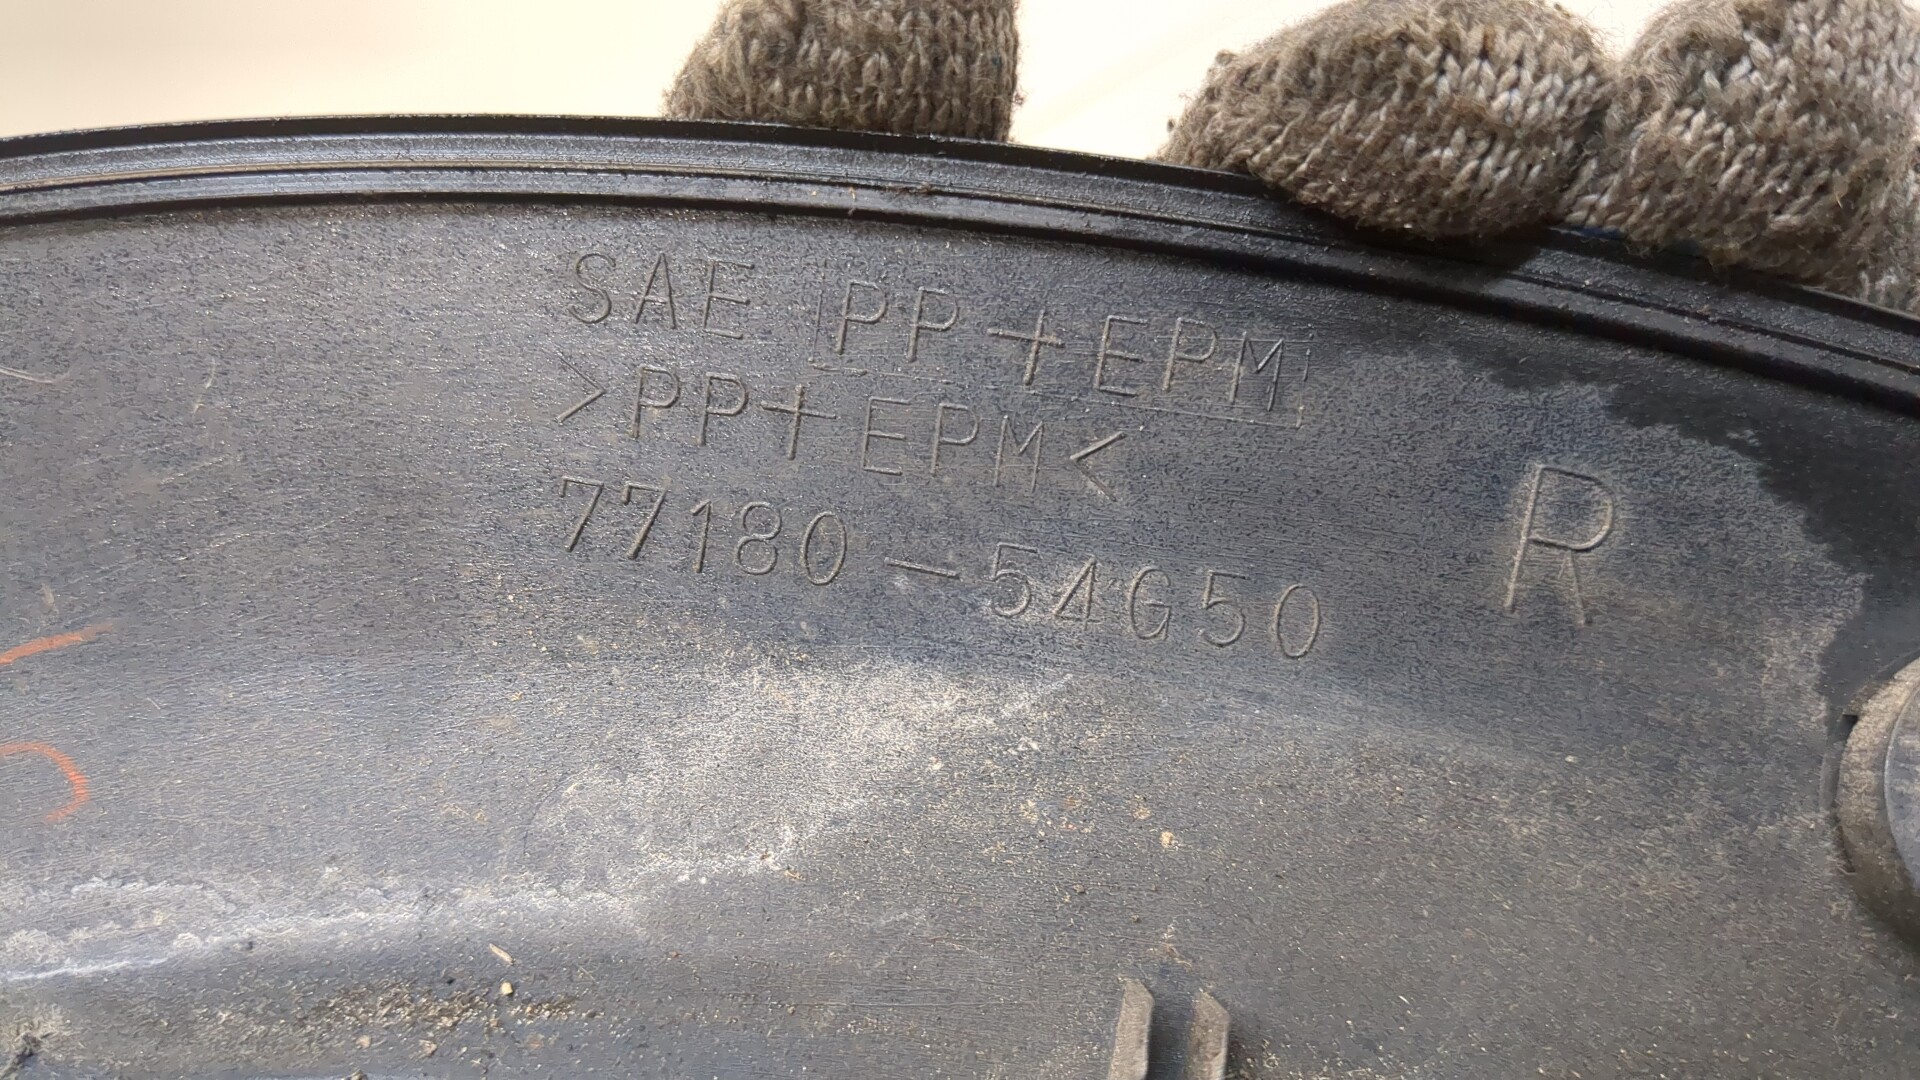 SAE PP+EPM
>PP+EPM<
77180-54G50
R